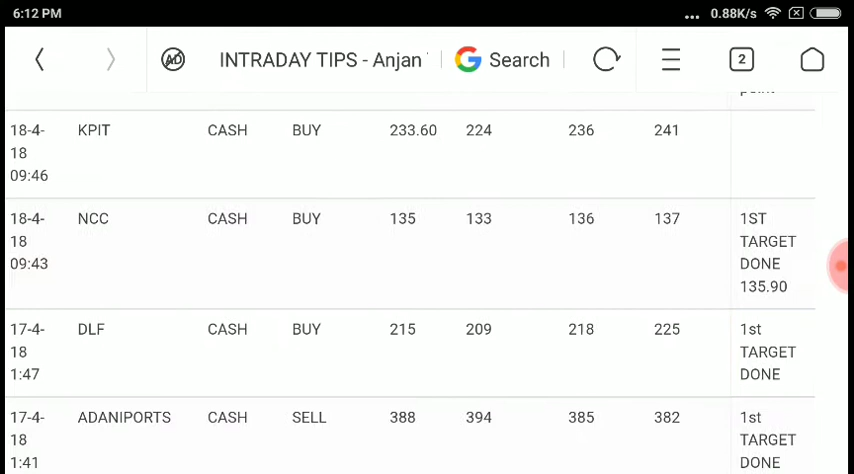 6:12 PM
... 0.88K/s
AD
INTRADAY TIPS - Anjan
Search
2
18-4-
18
09:46
KPIT CASH BUY 233.60 224 236 241
18-4-
18
09:43
NCC CASH BUY 135 133 136 137
1ST
TARGET
DONE
135.90
17-4-
18
1:47
DLF CASH BUY 215 209 218 225
1st
TARGET
DONE
17-4-
18
1:41
ADANIPORTS CASH SELL 388 394 385 382
1st
TARGET
DONE